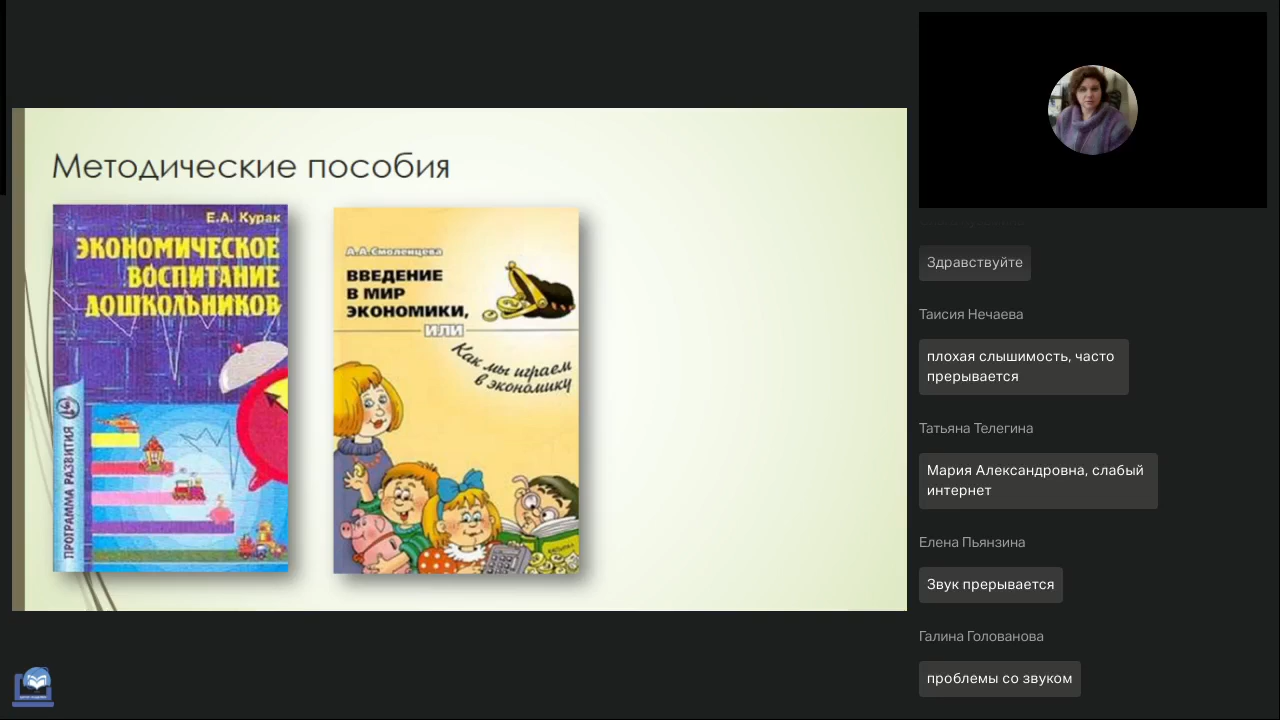 Методические пособия
Е.А. Курак
ЭКОНОМИЧЕСКОЕ
ВОСПИТАНИЕ
ДОШКОЛЬНИКОВ
ПРОГРАММА РАЗВИТИЯ
А.А.Смоленцева
ВВЕДЕНИЕ
В МИР
ЭКОНОМИКИ,
ИЛИ
Как мы играем
в экономику
Здравствуйте
Таисия Нечаева
плохая слышимость, часто
прерывается
Татьяна Телегина
Мария Александровна, слабый
интернет
Елена Пьянзина
Звук прерывается
Галина Голованова
проблемы со звуком